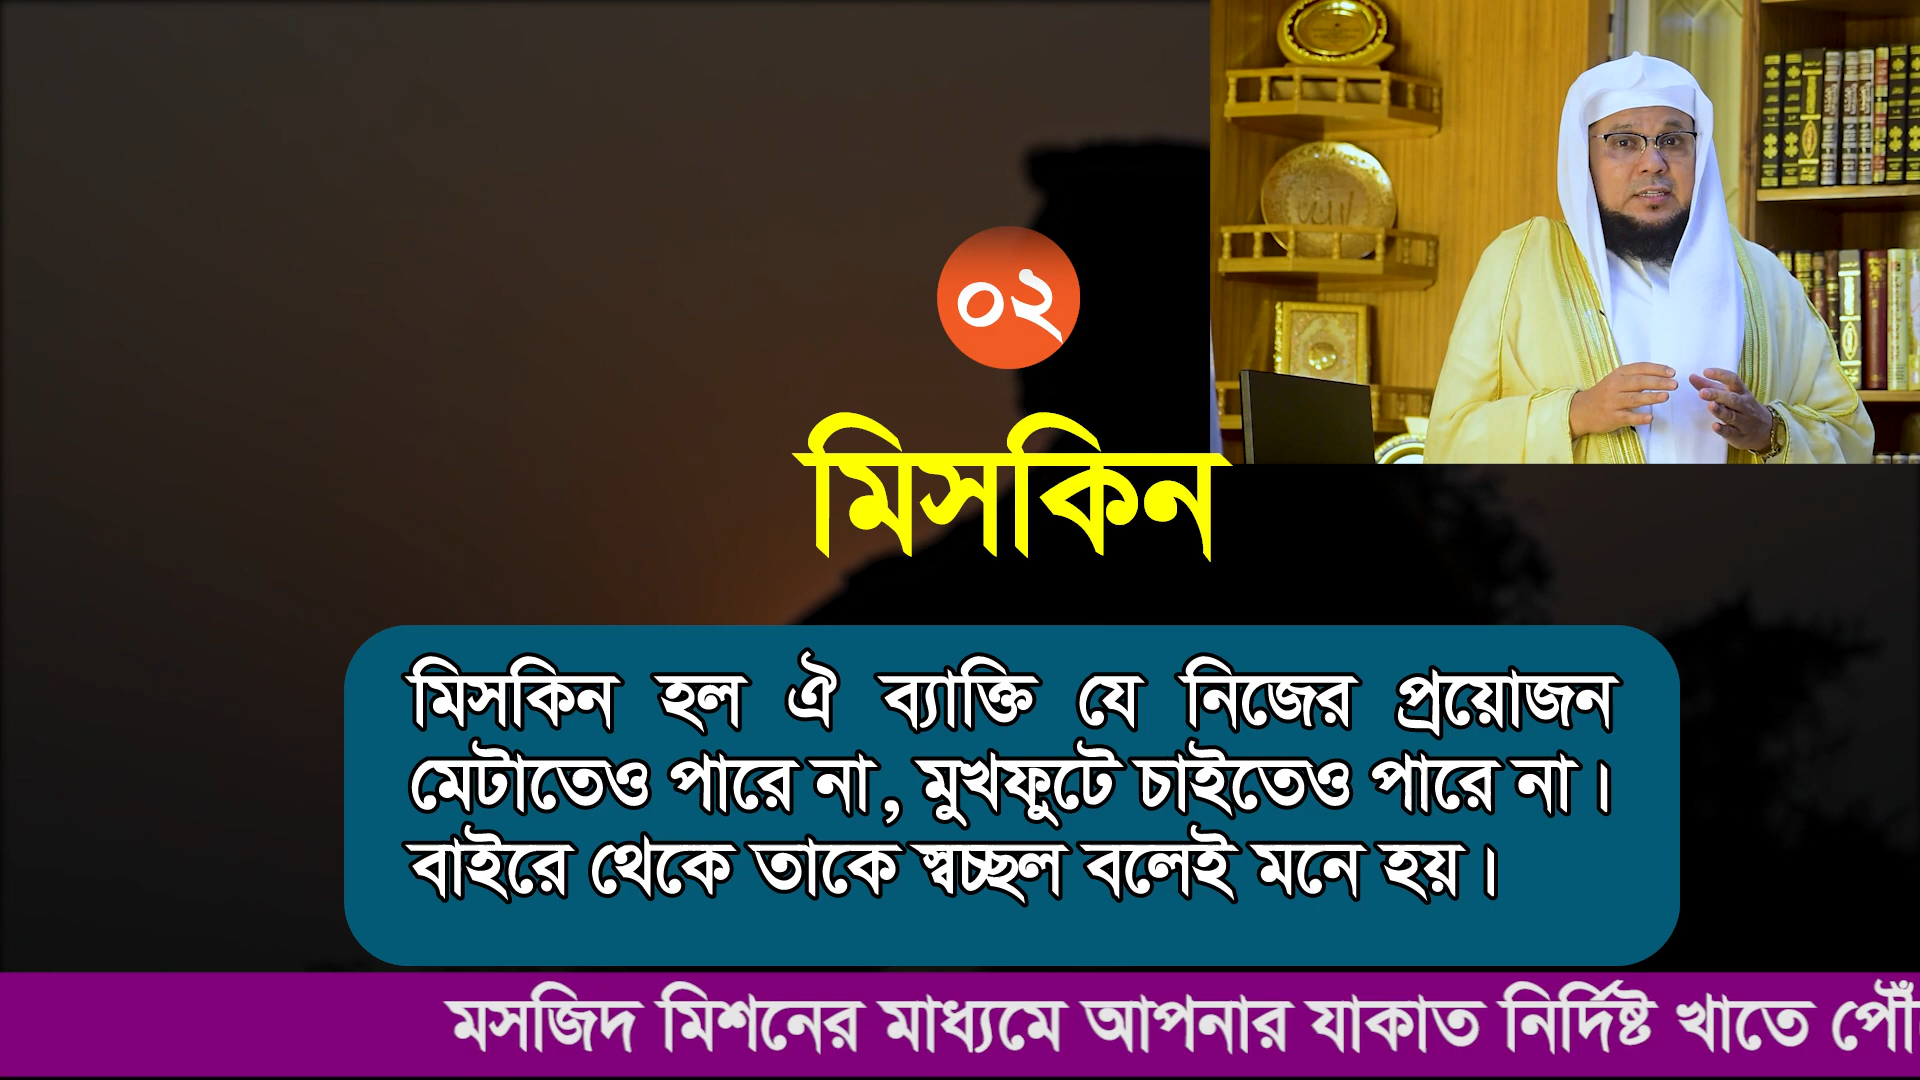 ০২
মিসকিন
মিসকিন হল ঐ ব্যাক্তি যে নিজের প্রয়োজন
মেটাতেও পারে না, মুখফুটে চাইতেও পারে না।
বাইরে থেকে তাকে স্বচ্ছল বলেই মনে হয়।
মসজিদ মিশনের মাধ্যমে আপনার যাকাত নির্দিষ্ট খাতে পৌঁ